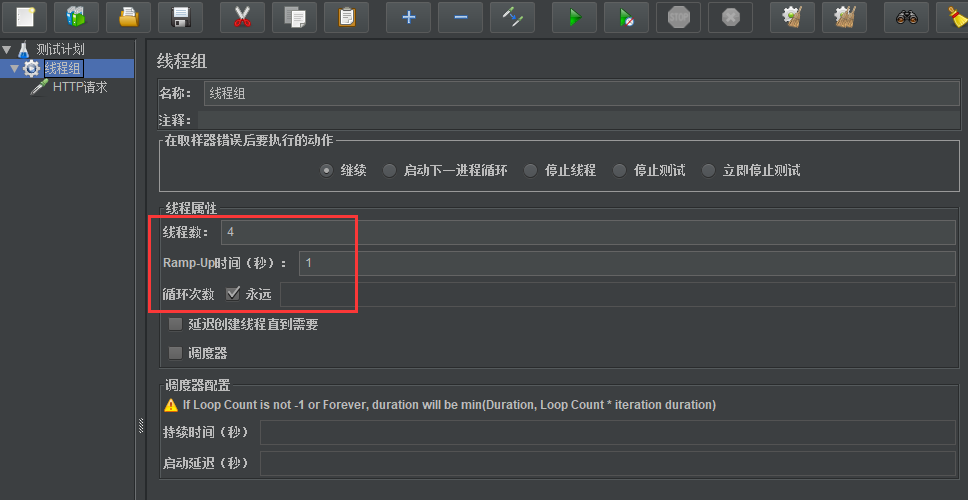 STOP
测试计划
线程组
HTTP请求
线程组
名称： 线程组
注释：
在取样器错误后要执行的动作
继续 启动下一进程循环 停止线程 停止测试 立即停止测试
线程属性
线程数： 4
Ramp-Up时间（秒）： 1
循环次数 永远
延迟创建线程直到需要
调度器
调度器配置
If Loop Count is not -1 or Forever, duration will be min(Duration, Loop Count * iteration duration)
持续时间（秒）
启动延迟（秒）